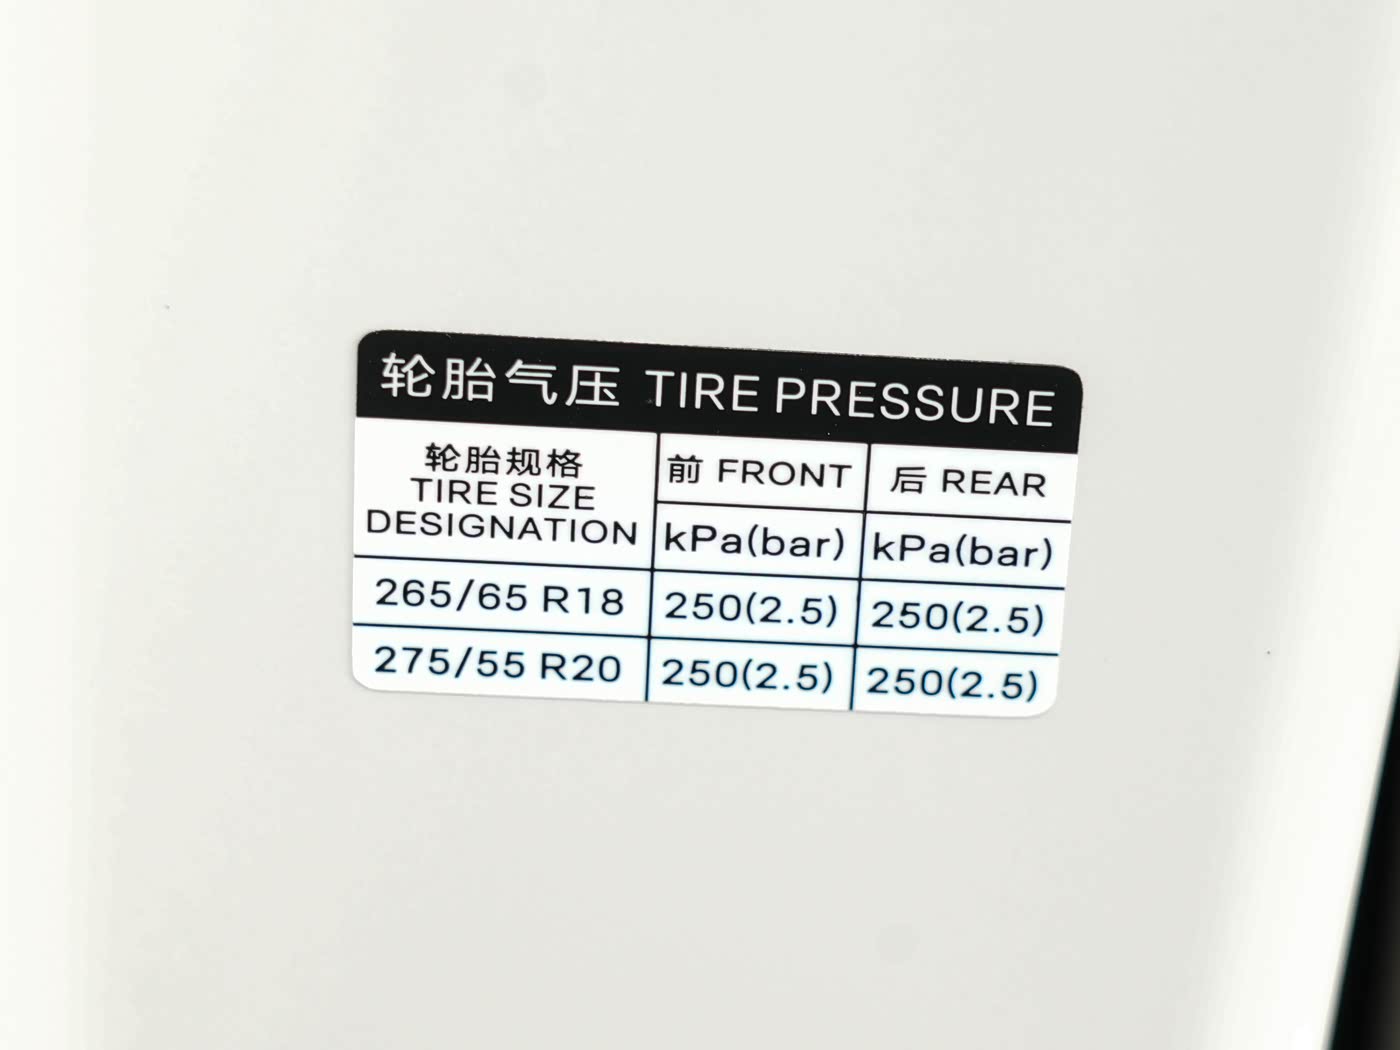 轮胎气压 TIRE PRESSURE
轮胎规格
TIRE SIZE
DESIGNATION
前 FRONT
后 REAR
kPa(bar)
kPa(bar)
265/65 R18
250(2.5)
250(2.5)
275/55 R20
250(2.5)
250(2.5)